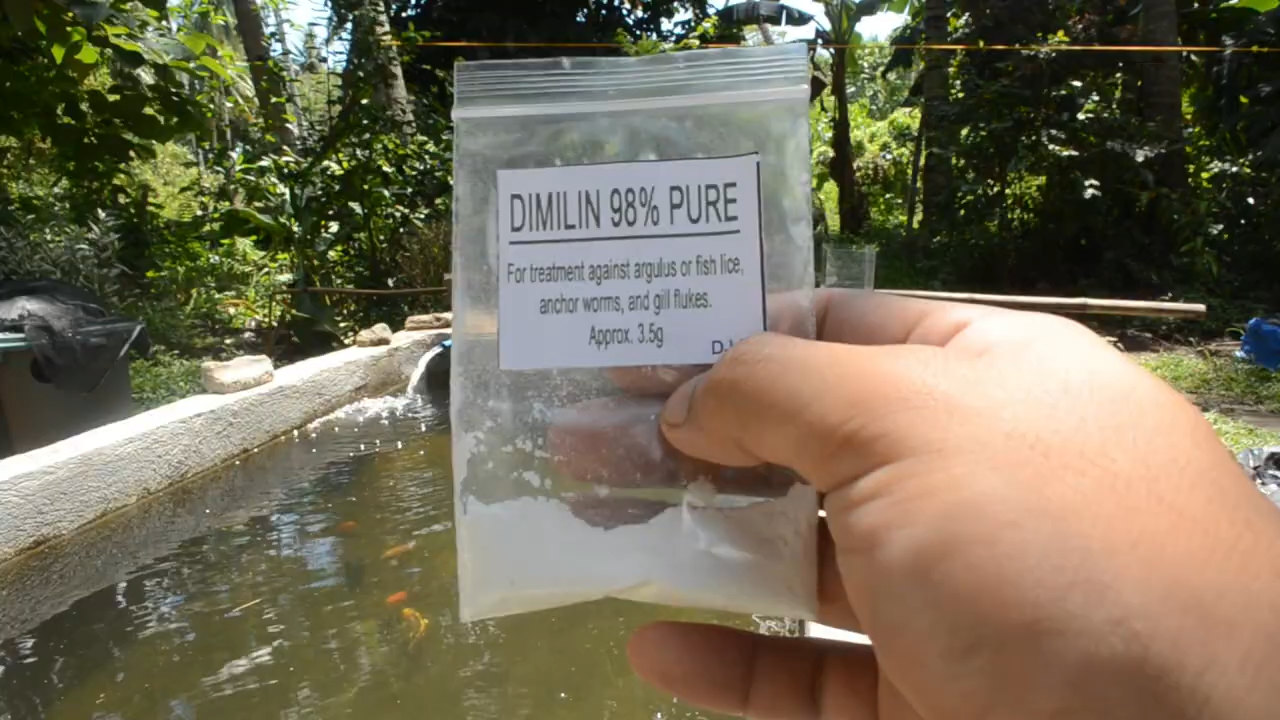 DIMILIN 98% PURE
For treatment against argulus or fish lice,
anchor worms, and gill flukes.
Approx. 3.5g